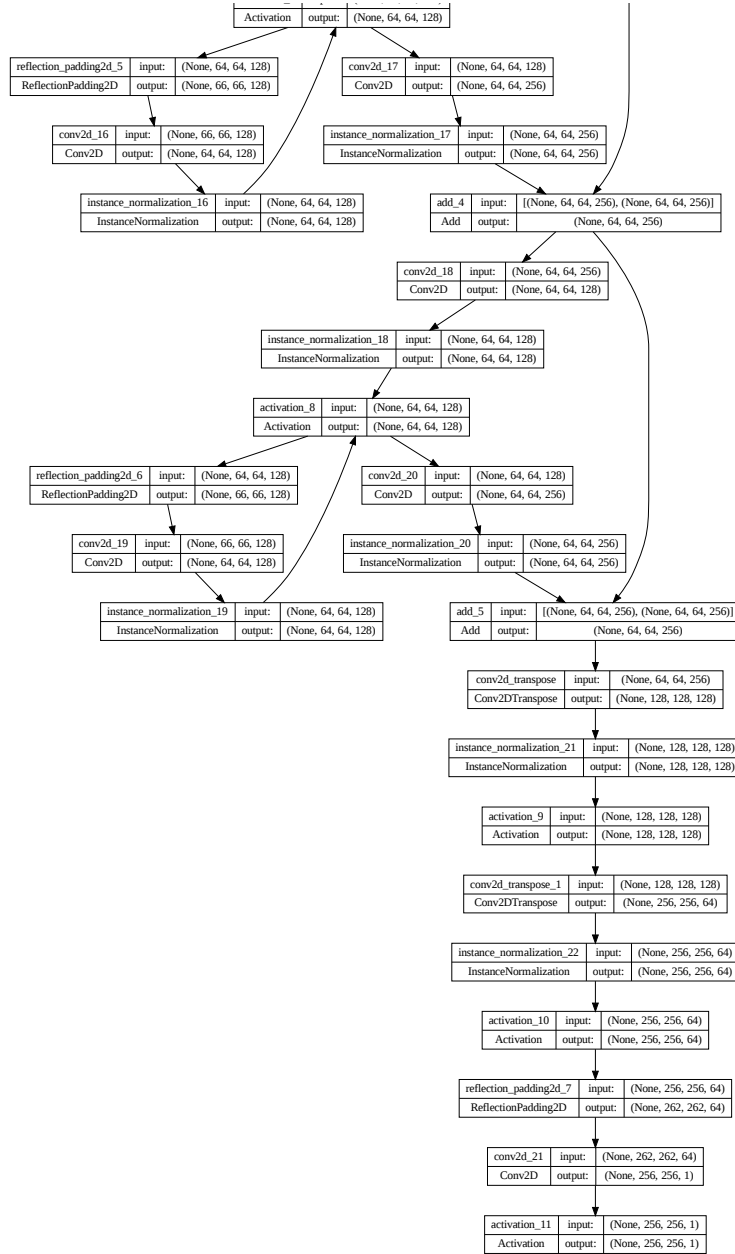 Activation output: (None, 64, 64, 128)
reflection_padding2d_5 input: (None, 64, 64, 128)
ReflectionPadding2D output: (None, 66, 66, 128)
conv2d_17 input: (None, 64, 64, 128)
Conv2D output: (None, 64, 64, 256)
conv2d_16 input: (None, 66, 66, 128)
Conv2D output: (None, 64, 64, 128)
instance_normalization_17 input: (None, 64, 64, 256)
InstanceNormalization output: (None, 64, 64, 256)
instance_normalization_16 input: (None, 64, 64, 128)
InstanceNormalization output: (None, 64, 64, 128)
add_4 input: [(None, 64, 64, 256), (None, 64, 64, 256)]
Add output: (None, 64, 64, 256)
conv2d_18 input: (None, 64, 64, 256)
Conv2D output: (None, 64, 64, 128)
instance_normalization_18 input: (None, 64, 64, 128)
InstanceNormalization output: (None, 64, 64, 128)
activation_8 input: (None, 64, 64, 128)
Activation output: (None, 64, 64, 128)
reflection_padding2d_6 input: (None, 64, 64, 128)
ReflectionPadding2D output: (None, 66, 66, 128)
conv2d_20 input: (None, 64, 64, 128)
Conv2D output: (None, 64, 64, 256)
conv2d_19 input: (None, 66, 66, 128)
Conv2D output: (None, 64, 64, 128)
instance_normalization_20 input: (None, 64, 64, 256)
InstanceNormalization output: (None, 64, 64, 256)
instance_normalization_19 input: (None, 64, 64, 128)
InstanceNormalization output: (None, 64, 64, 128)
add_5 input: [(None, 64, 64, 256), (None, 64, 64, 256)]
Add output: (None, 64, 64, 256)
conv2d_transpose input: (None, 64, 64, 256)
Conv2DTranspose output: (None, 128, 128, 128)
instance_normalization_21 input: (None, 128, 128, 128)
InstanceNormalization output: (None, 128, 128, 128)
activation_9 input: (None, 128, 128, 128)
Activation output: (None, 128, 128, 128)
conv2d_transpose_1 input: (None, 128, 128, 128)
Conv2DTranspose output: (None, 256, 256, 64)
instance_normalization_22 input: (None, 256, 256, 64)
InstanceNormalization output: (None, 256, 256, 64)
activation_10 input: (None, 256, 256, 64)
Activation output: (None, 256, 256, 64)
reflection_padding2d_7 input: (None, 256, 256, 64)
ReflectionPadding2D output: (None, 262, 262, 64)
conv2d_21 input: (None, 262, 262, 64)
Conv2D output: (None, 256, 256, 1)
activation_11 input: (None, 256, 256, 1)
Activation output: (None, 256, 256, 1)